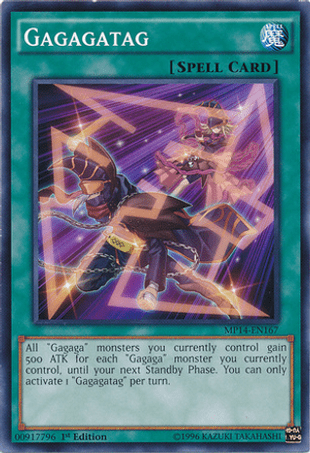 GAGAGATAG
[SPELL CARD]
MP14-EN167
All "Gagaga" monsters you currently control gain
500 ATK for each "Gagaga" monster you currently
control, until your next Standby Phase. You can only
activate 1 "Gagagatag" per turn.
00917796 1st Edition ©1996 KAZUKI TAKAHASHI